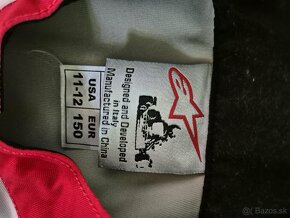 USA
11-12
EUR
150
Designed and Developed
in Italy
Manufactured in China
bazos.sk